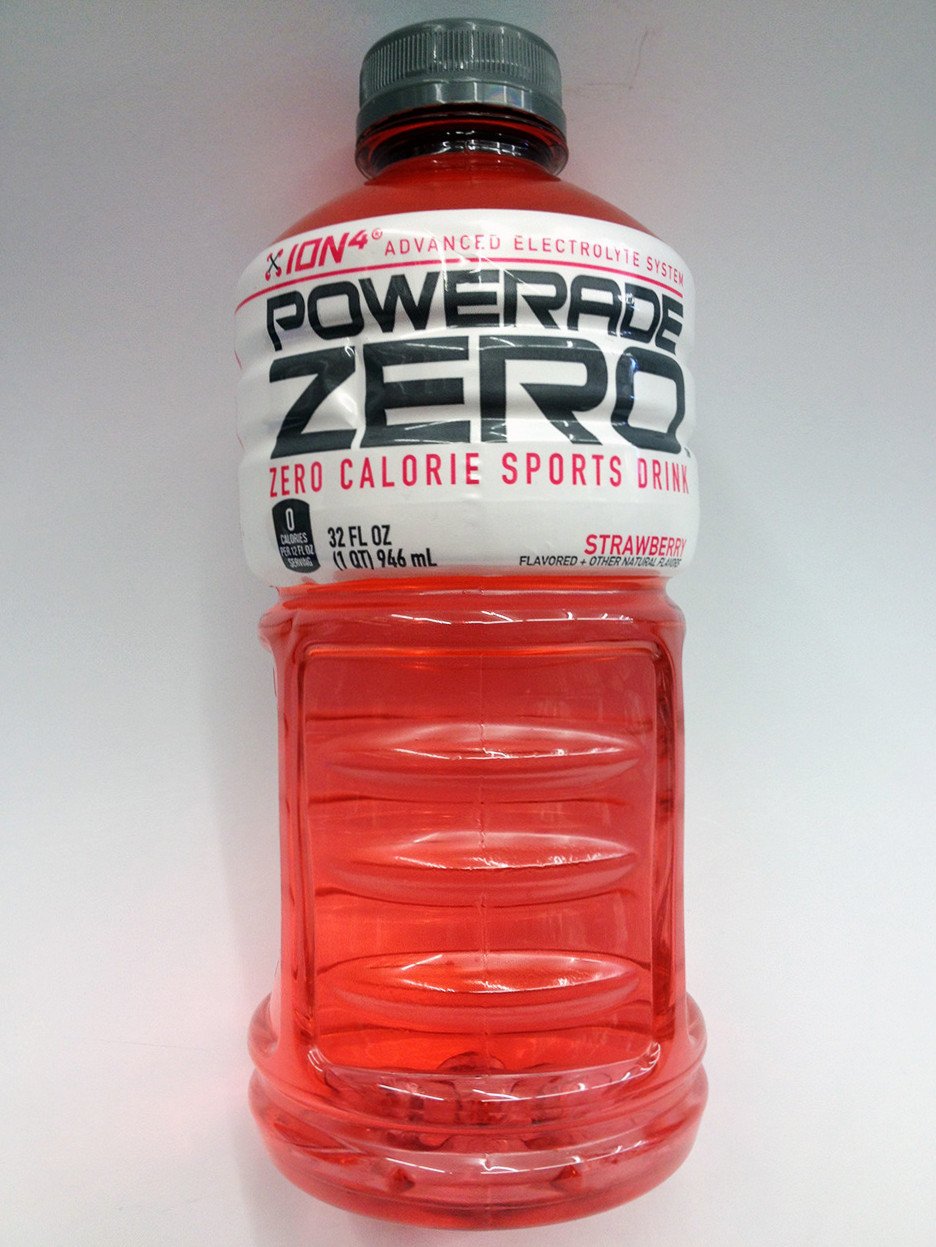 ION4® ADVANCED ELECTROLYTE SYSTEM
POWERADE
ZERO™
ZERO CALORIE SPORTS DRINK
0
CALORIES
PER 12 FL OZ
SERVING
32 FL OZ
(1 QT) 946 mL
STRAWBERRY
FLAVORED + OTHER NATURAL FLAVORS